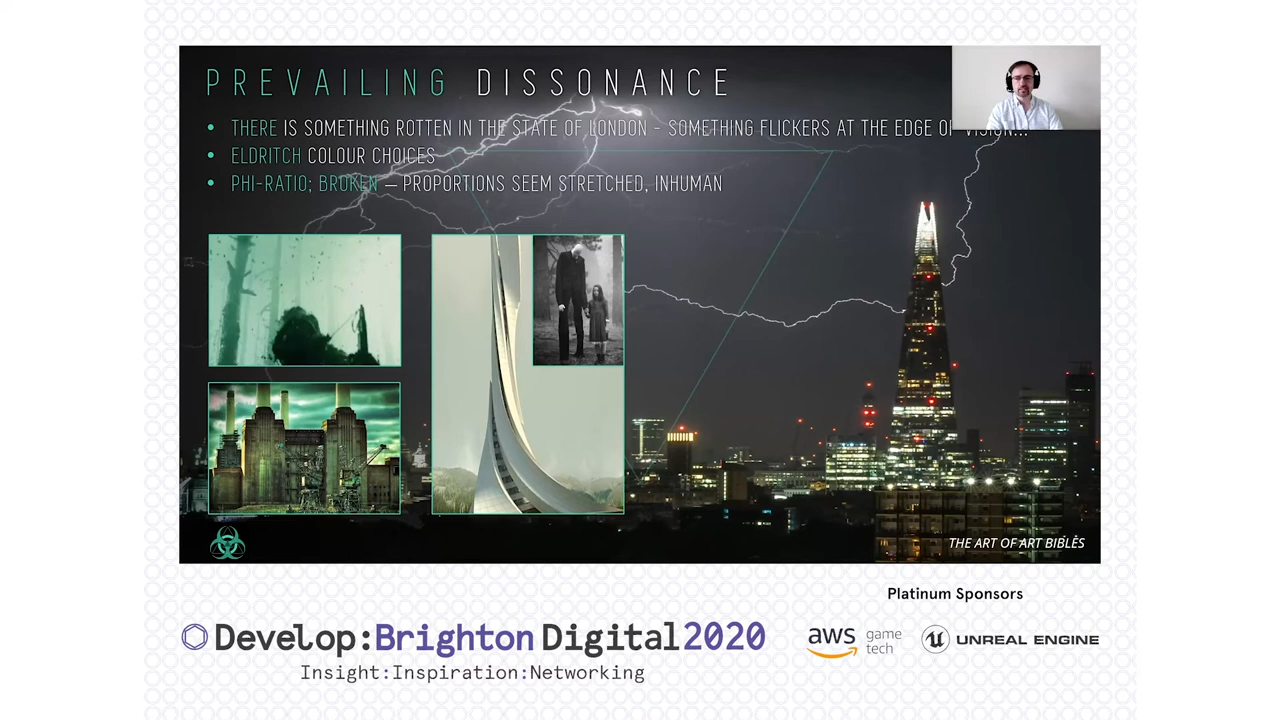 PREVAILING DISSONANCE
• THERE IS SOMETHING ROTTEN IN THE STATE OF LONDON - SOMETHING FLICKERS AT THE EDGE OF VISION...
• ELDRITCH COLOUR CHOICES
• PHI-RATIO; BROKEN – PROPORTIONS SEEM STRETCHED, INHUMAN
THE ART OF ART BIBLES
Platinum Sponsors
Develop:Brighton Digital 2020
Insight:Inspiration:Networking
aws game tech
UNREAL ENGINE